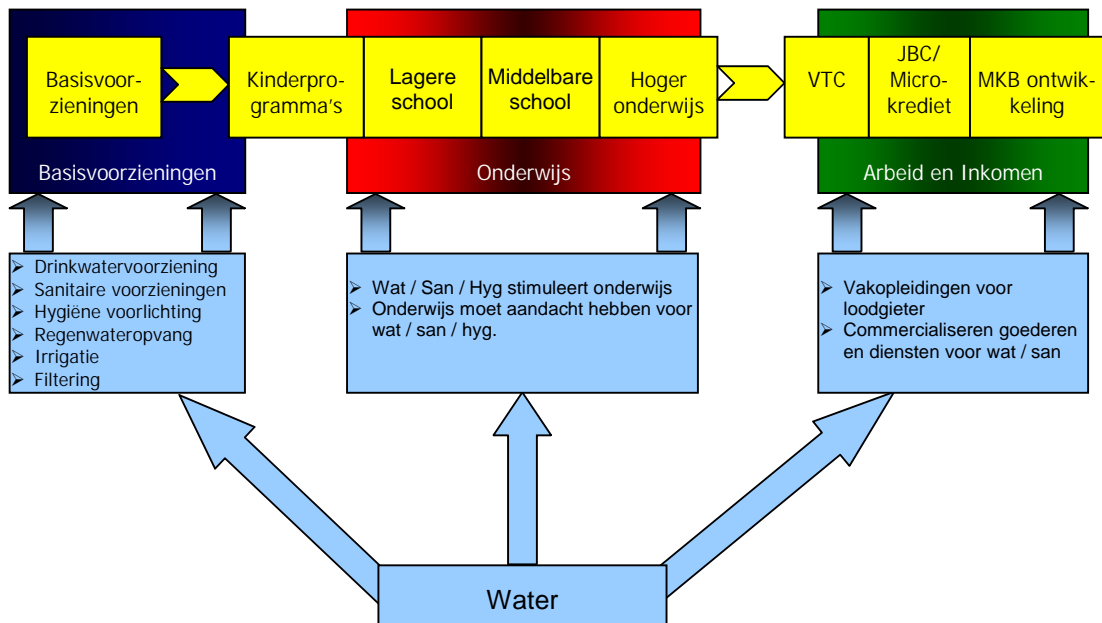 Basisvoor-
zieningen
Kinderpro-
gramma's
Lagere
school
Middelbare
school
Hoger
onderwijs
VTC
JBC/
Micro-
krediet
MKB ontwik-
keling
Basisvoorzieningen
Onderwijs
Arbeid en Inkomen
➢ Drinkwatervoorziening
➢ Sanitaire voorzieningen
➢ Hygiëne voorlichting
➢ Regenwateropvang
➢ Irrigatie
➢ Filtering
➢ Wat / San / Hyg stimuleert onderwijs
➢ Onderwijs moet aandacht hebben voor
wat / san / hyg.
➢ Vakopleidingen voor
loodgieter
➢ Commercialiseren goederen
en diensten voor wat / san
Water